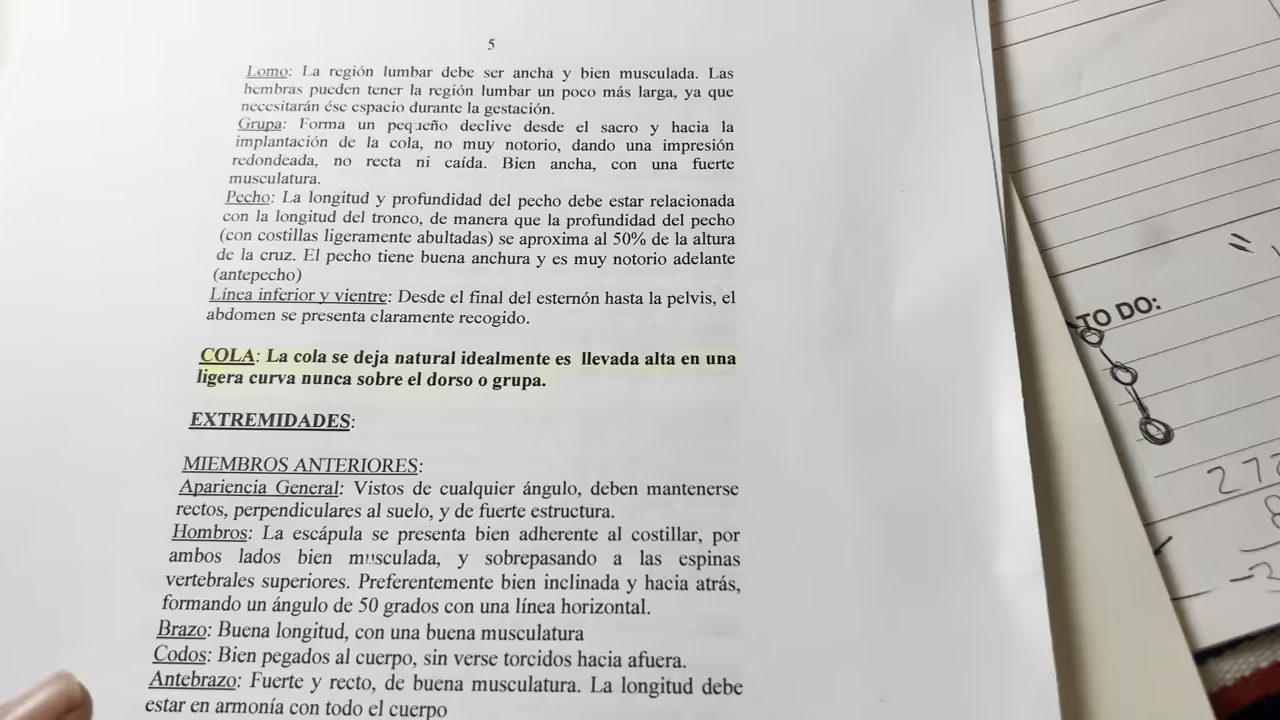 5
Lomo: La región lumbar debe ser ancha y bien musculada. Las
hembras pueden tener la región lumbar un poco más larga, ya que
necesitarán ése espacio durante la gestación.
Grupa: Forma un pequeño declive desde el sacro y hacia la
implantación de la cola, no muy notorio, dando una impresión
redondeada, no recta ni caída. Bien ancha, con una fuerte
musculatura.
Pecho: La longitud y profundidad del pecho debe estar relacionada
con la longitud del tronco, de manera que la profundidad del pecho
(con costillas ligeramente abultadas) se aproxima al 50% de la altura
de la cruz. El pecho tiene buena anchura y es muy notorio adelante
(antepecho)
Línea inferior y vientre: Desde el final del esternón hasta la pelvis, el
abdomen se presenta claramente recogido.
COLA: La cola se deja natural idealmente es llevada alta en una
ligera curva nunca sobre el dorso o grupa.
EXTREMIDADES:
MIEMBROS ANTERIORES:
Apariencia General: Vistos de cualquier ángulo, deben mantenerse
rectos, perpendiculares al suelo, y de fuerte estructura.
Hombros: La escápula se presenta bien adherente al costillar, por
ambos lados bien musculada, y sobrepasando a las espinas
vertebrales superiores. Preferentemente bien inclinada y hacia atrás,
formando un ángulo de 50 grados con una línea horizontal.
Brazo: Buena longitud, con una buena musculatura
Codos: Bien pegados al cuerpo, sin verse torcidos hacia afuera.
Antebrazo: Fuerte y recto, de buena musculatura. La longitud debe
estar en armonía con todo el cuerpo
TO DO: